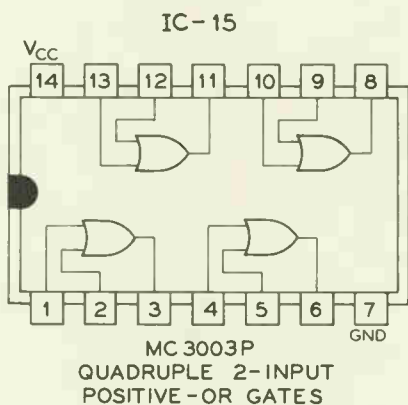 IC-15
VCC
14 13 12 11 10 9 8
1 2 3 4 5 6 7
GND
MC3003P
QUADRUPLE 2-INPUT
POSITIVE-OR GATES